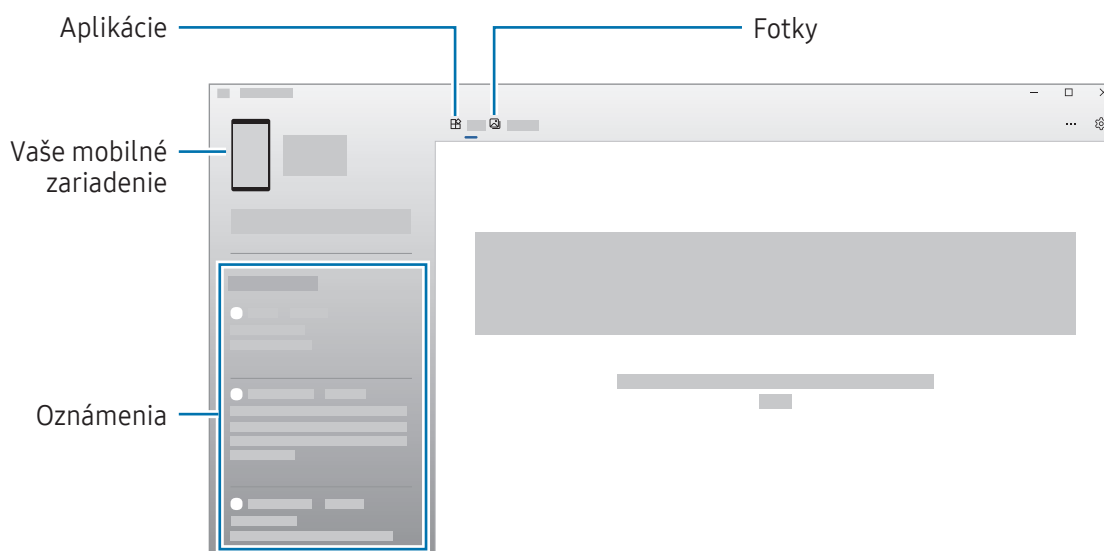 Aplikácie
Fotky
Vaše mobilné
zariadenie
Oznámenia